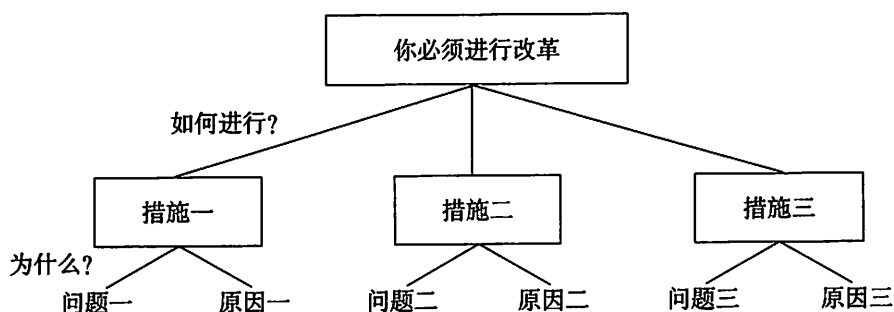 你必须进行改革
如何进行?
措施一
措施二
措施三
为什么?
问题一
原因一
问题二
原因二
问题三
原因三